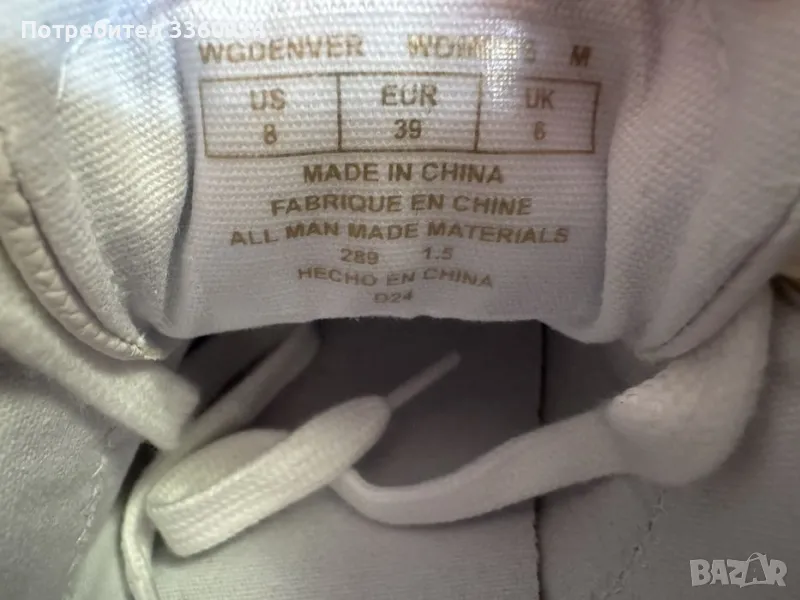 Потребител
WGDENVER M
US EUR UK
8 39 6
MADE IN CHINA
FABRIQUE EN CHINE
ALL MAN MADE MATERIALS
289 1.5
HECHO EN CHINA
D24
BAZAR